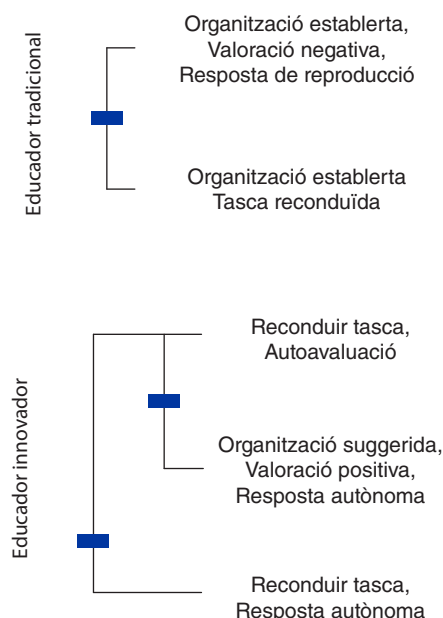 Educador tradicional
Organització establerta,
Valoració negativa,
Resposta de reproducció
Organització establerta
Tasca reconduïda
Educador innovador
Reconduir tasca,
Autoavaluació
Organització suggerida,
Valoració positiva,
Resposta autònoma
Reconduir tasca,
Resposta autònoma